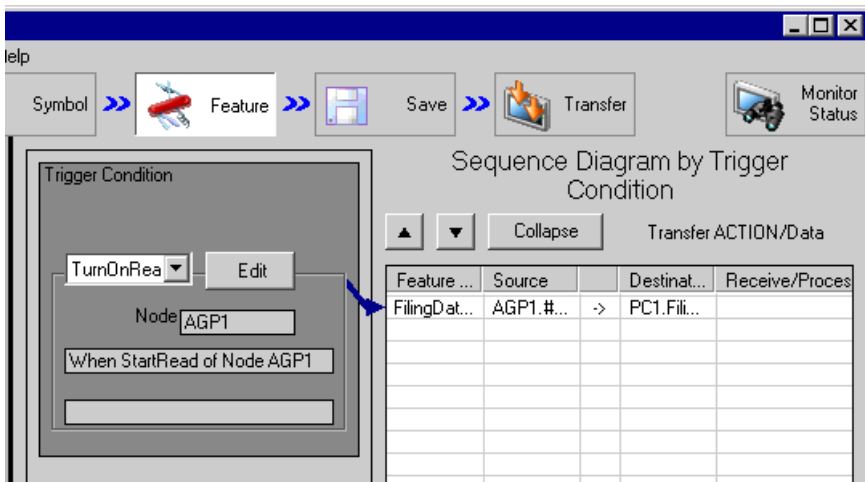 Help
Symbol
Feature
Save
Transfer
Monitor
Status
Trigger Condition
TurnOnRea
Edit
Node
AGP1
When StartRead of Node AGP1
Sequence Diagram by Trigger
Condition
Collapse
Transfer ACTION/Data
Feature ... Source Destinat... Receive/Proces
FilingDat... AGP1.#... -> PC1.Fili...